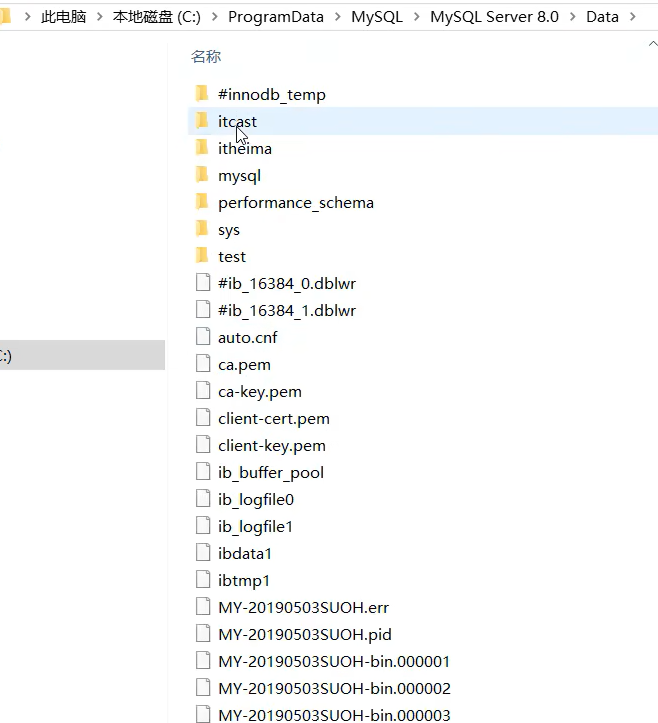 此电脑 > 本地磁盘 (C:) > ProgramData > MySQL > MySQL Server 8.0 > Data >
名称
#innodb_temp
itcast
itheima
mysql
performance_schema
sys
test
#ib_16384_0.dblwr
#ib_16384_1.dblwr
auto.cnf
:)
ca.pem
ca-key.pem
client-cert.pem
client-key.pem
ib_buffer_pool
ib_logfile0
ib_logfile1
ibdata1
ibtmp1
MY-20190503SUOH.err
MY-20190503SUOH.pid
MY-20190503SUOH-bin.000001
MY-20190503SUOH-bin.000002
MY-20190503SUOH-bin.000003